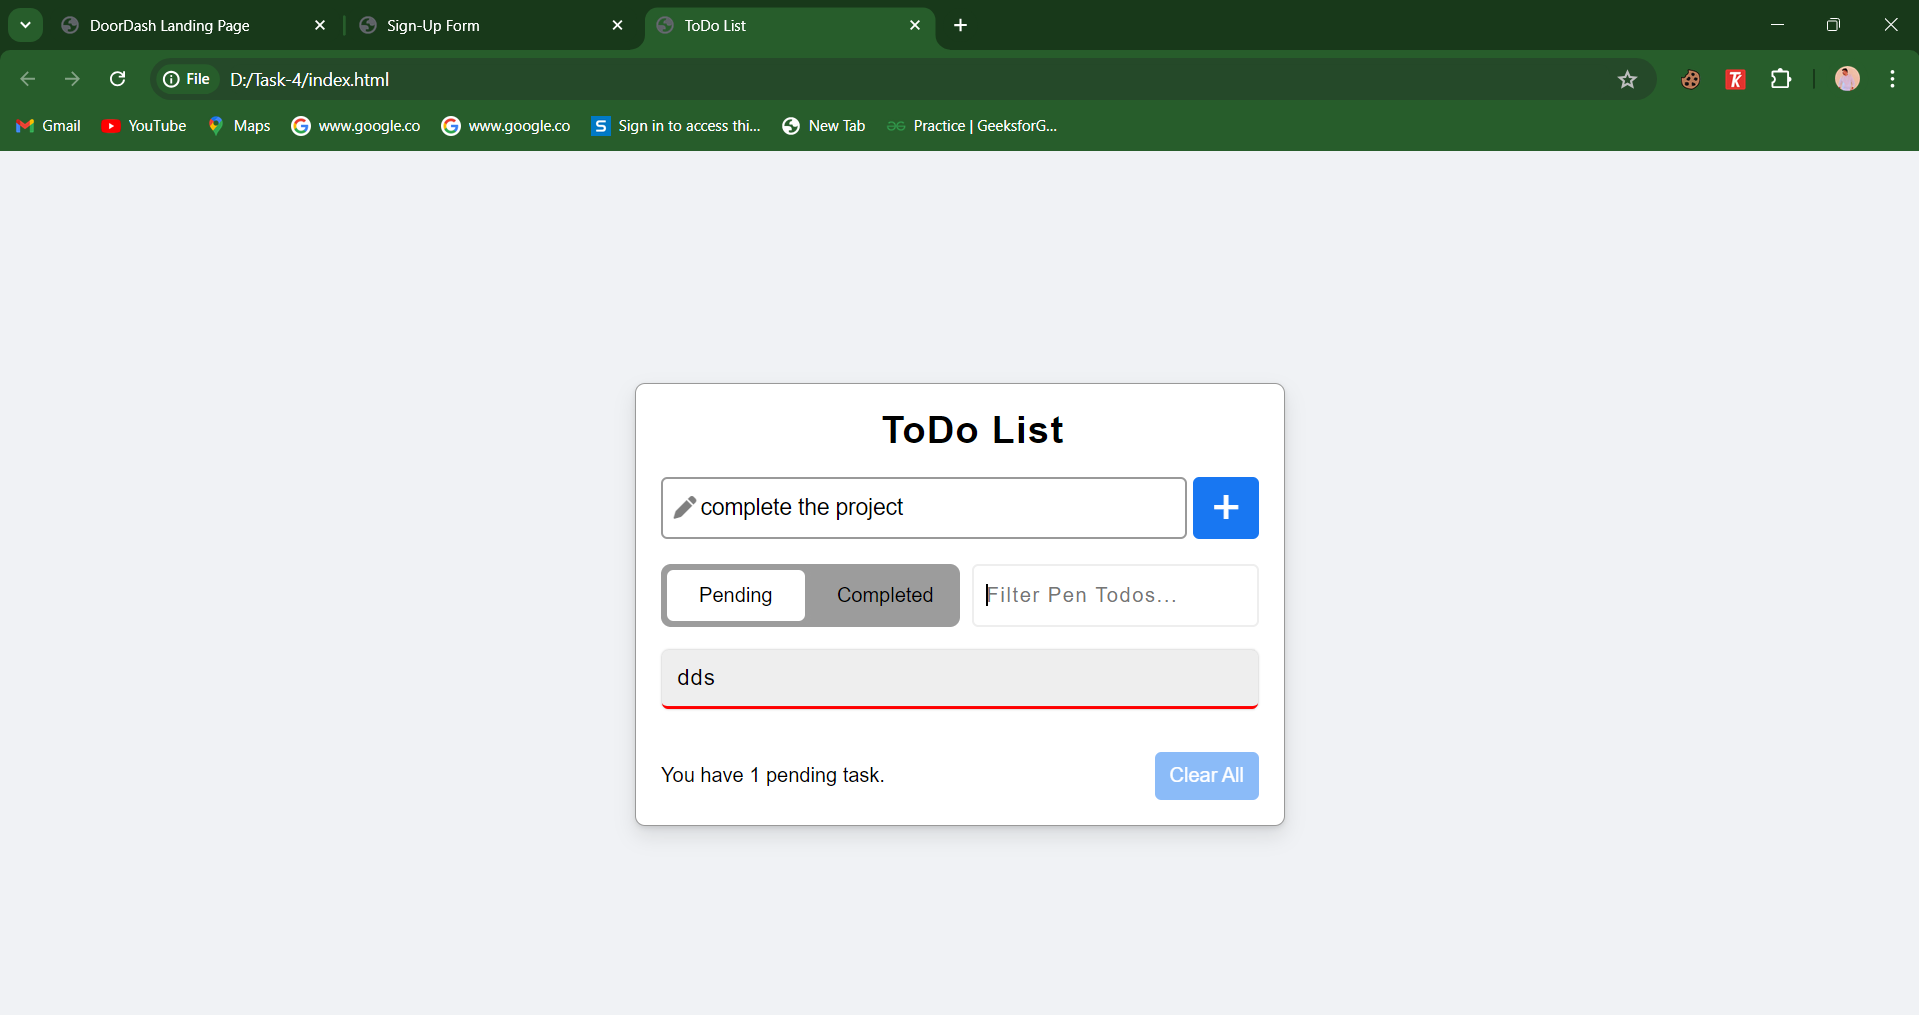 DoorDash Landing Page
Sign-Up Form
ToDo List
File D:/Task-4/index.html
Gmail YouTube Maps www.google.co www.google.co Sign in to access thi... New Tab Practice | GeeksforG...
ToDo List
complete the project
Pending Completed Filter Pen Todos...
dds
You have 1 pending task. Clear All